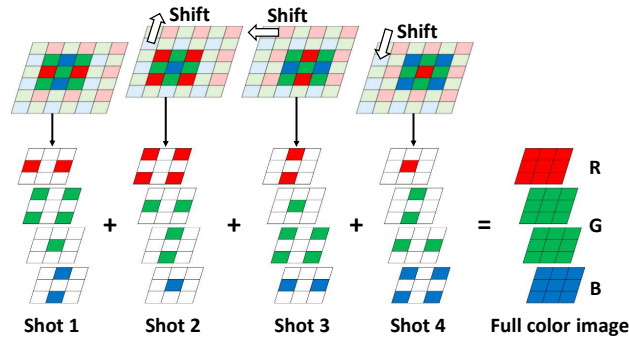 Shift
Shift
Shift
R
+ + + = G
B
Shot 1 Shot 2 Shot 3 Shot 4 Full color image